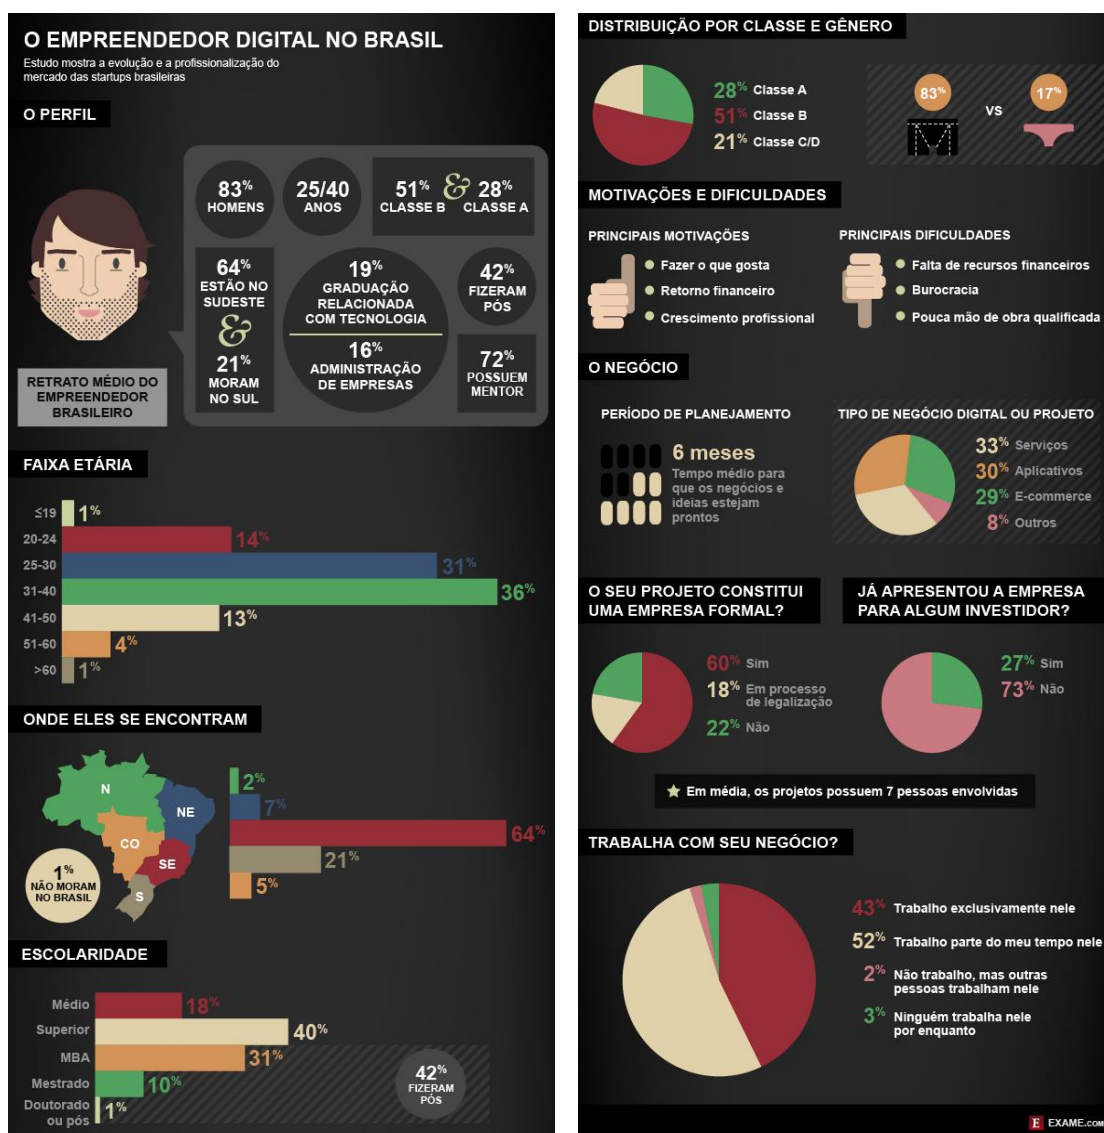 O EMPREENDEDOR DIGITAL NO BRASIL
Estudo mostra a evolução e a profissionalização do
mercado das startups brasileiras
O PERFIL
83%
HOMENS
25/40
ANOS
51% & 28%
CLASSE B CLASSE A
64%
ESTÃO NO
SUDESTE
&
21%
MORAM
NO SUL
19%
GRADUAÇÃO
RELACIONADA
COM TECNOLOGIA
16%
ADMINISTRAÇÃO
DE EMPRESAS
42%
FIZERAM
PÓS
72%
POSSUEM
MENTOR
RETRATO MÉDIO DO
EMPREENDEDOR
BRASILEIRO
FAIXA ETÁRIA
≤19 1%
20-24 14%
25-30 31%
31-40 36%
41-50 13%
51-60 4%
>60 1%
ONDE ELES SE ENCONTRAM
N
NE
CO
SE
S
1%
NÃO MORAM
NO BRASIL
2%
7%
64%
21%
5%
ESCOLARIDADE
Médio 18%
Superior 40%
MBA 31%
Mestrado 10%
Doutorado
ou pós 1%
42%
FIZERAM
PÓS
DISTRIBUIÇÃO POR CLASSE E GÊNERO
28% Classe A
51% Classe B
21% Classe C/D
83%
VS
17%
MOTIVAÇÕES E DIFICULDADES
PRINCIPAIS MOTIVAÇÕES
Fazer o que gosta
Retorno financeiro
Crescimento profissional
PRINCIPAIS DIFICULDADES
Falta de recursos financeiros
Burocracia
Pouca mão de obra qualificada
O NEGÓCIO
PERÍODO DE PLANEJAMENTO
6 meses
Tempo médio para
que os negócios e
ideias estejam
prontos
TIPO DE NEGÓCIO DIGITAL OU PROJETO
33% Serviços
30% Aplicativos
29% E-commerce
8% Outros
O SEU PROJETO CONSTITUI
UMA EMPRESA FORMAL?
60% Sim
18% Em processo
de legalização
22% Não
JÁ APRESENTOU A EMPRESA
PARA ALGUM INVESTIDOR?
27% Sim
73% Não
★ Em média, os projetos possuem 7 pessoas envolvidas
TRABALHA COM SEU NEGÓCIO?
43% Trabalho exclusivamente nele
52% Trabalho parte do meu tempo nele
2% Não trabalho, mas outras
pessoas trabalham nele
3% Ninguém trabalha nele
por enquanto
E EXAME.COM